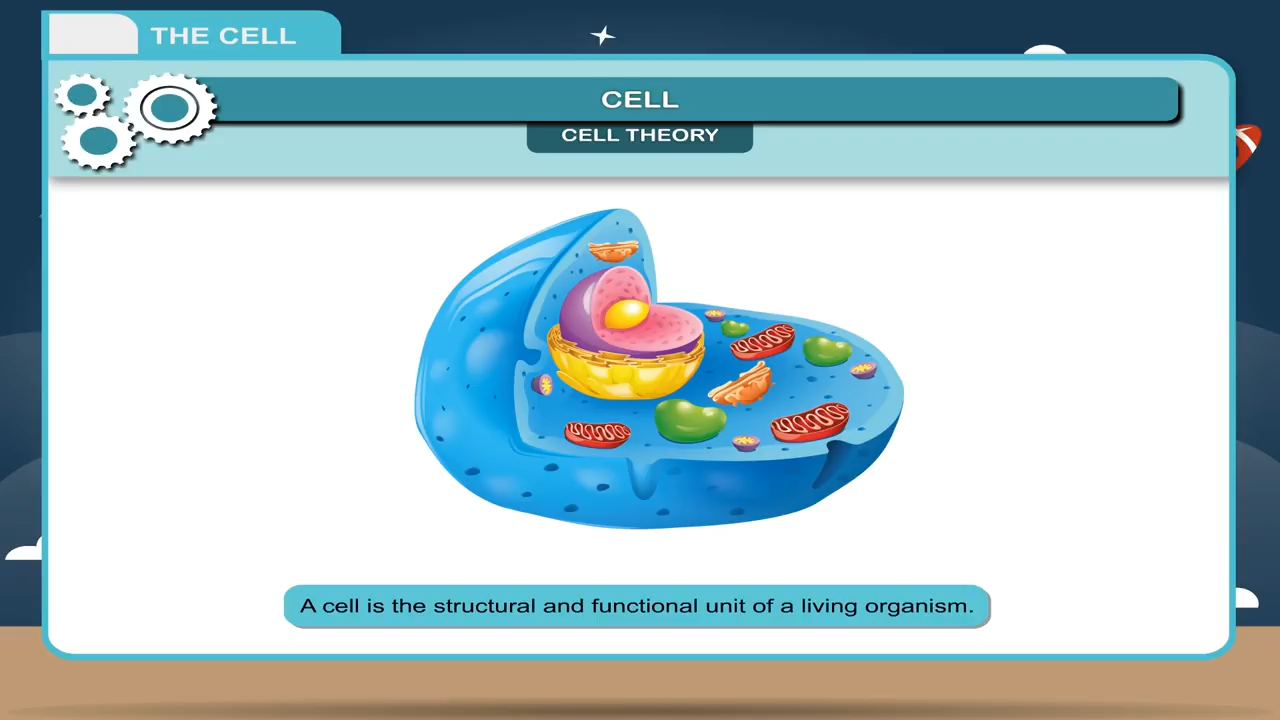 THE CELL
CELL
CELL THEORY
A cell is the structural and functional unit of a living organism.